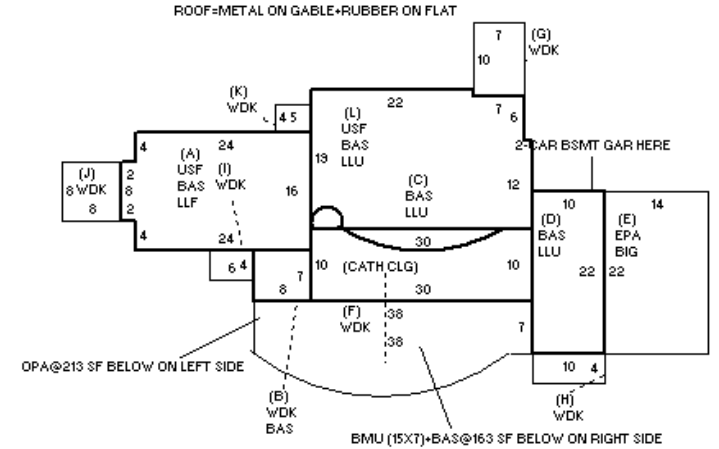 ROOF=METAL ON GABLE+RUBBER ON FLAT
7
(G)
WDK
10
(K)
WDK
4 5
22
7
6
(L)
USF
BAS
LLU
2-CAR BSMT GAR HERE
4
24
(A)
USF
BAS
LLF
(I)
WDK
19
16
(J)
8 WDK
8
2
8
2
(C)
BAS
LLU
12
10
14
4
24
30
(D)
BAS
LLU
(E)
EPA
BIG
6 4
7
10
(CATH CLG)
10
22
22
8
30
(F)
WDK
38
38
7
OPA@213 SF BELOW ON LEFT SIDE
10
4
(B)
WDK
BAS
(H)
WDK
BMU (15X7)+BAS@163 SF BELOW ON RIGHT SIDE